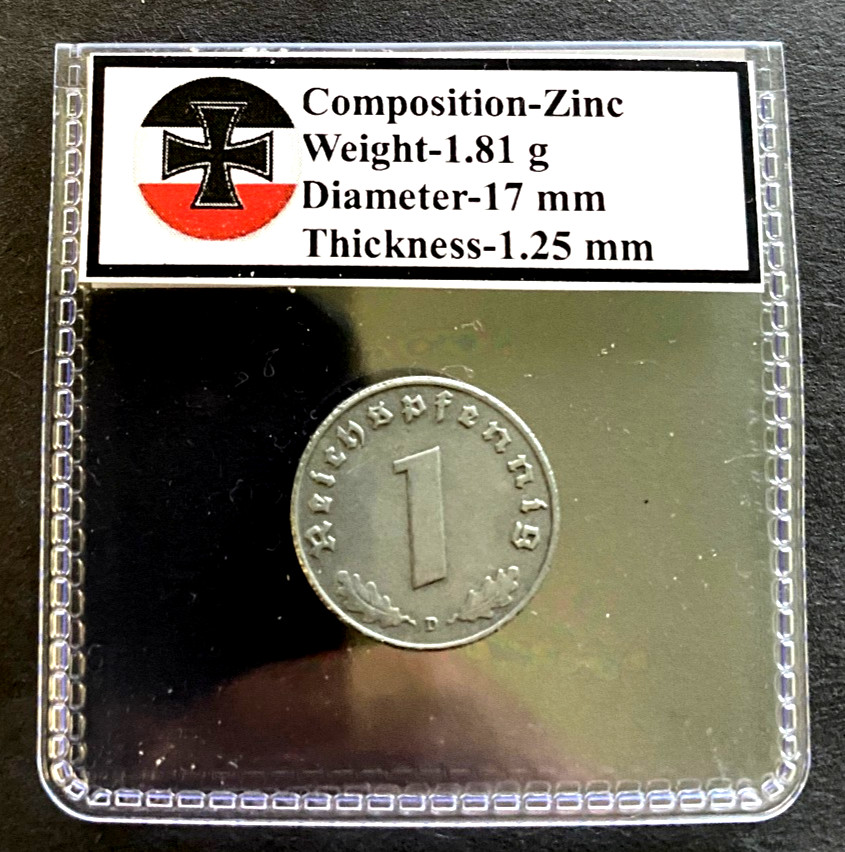 Composition-Zinc
Weight-1.81 g
Diameter-17 mm
Thickness-1.25 mm
Reichspfennig
1
D